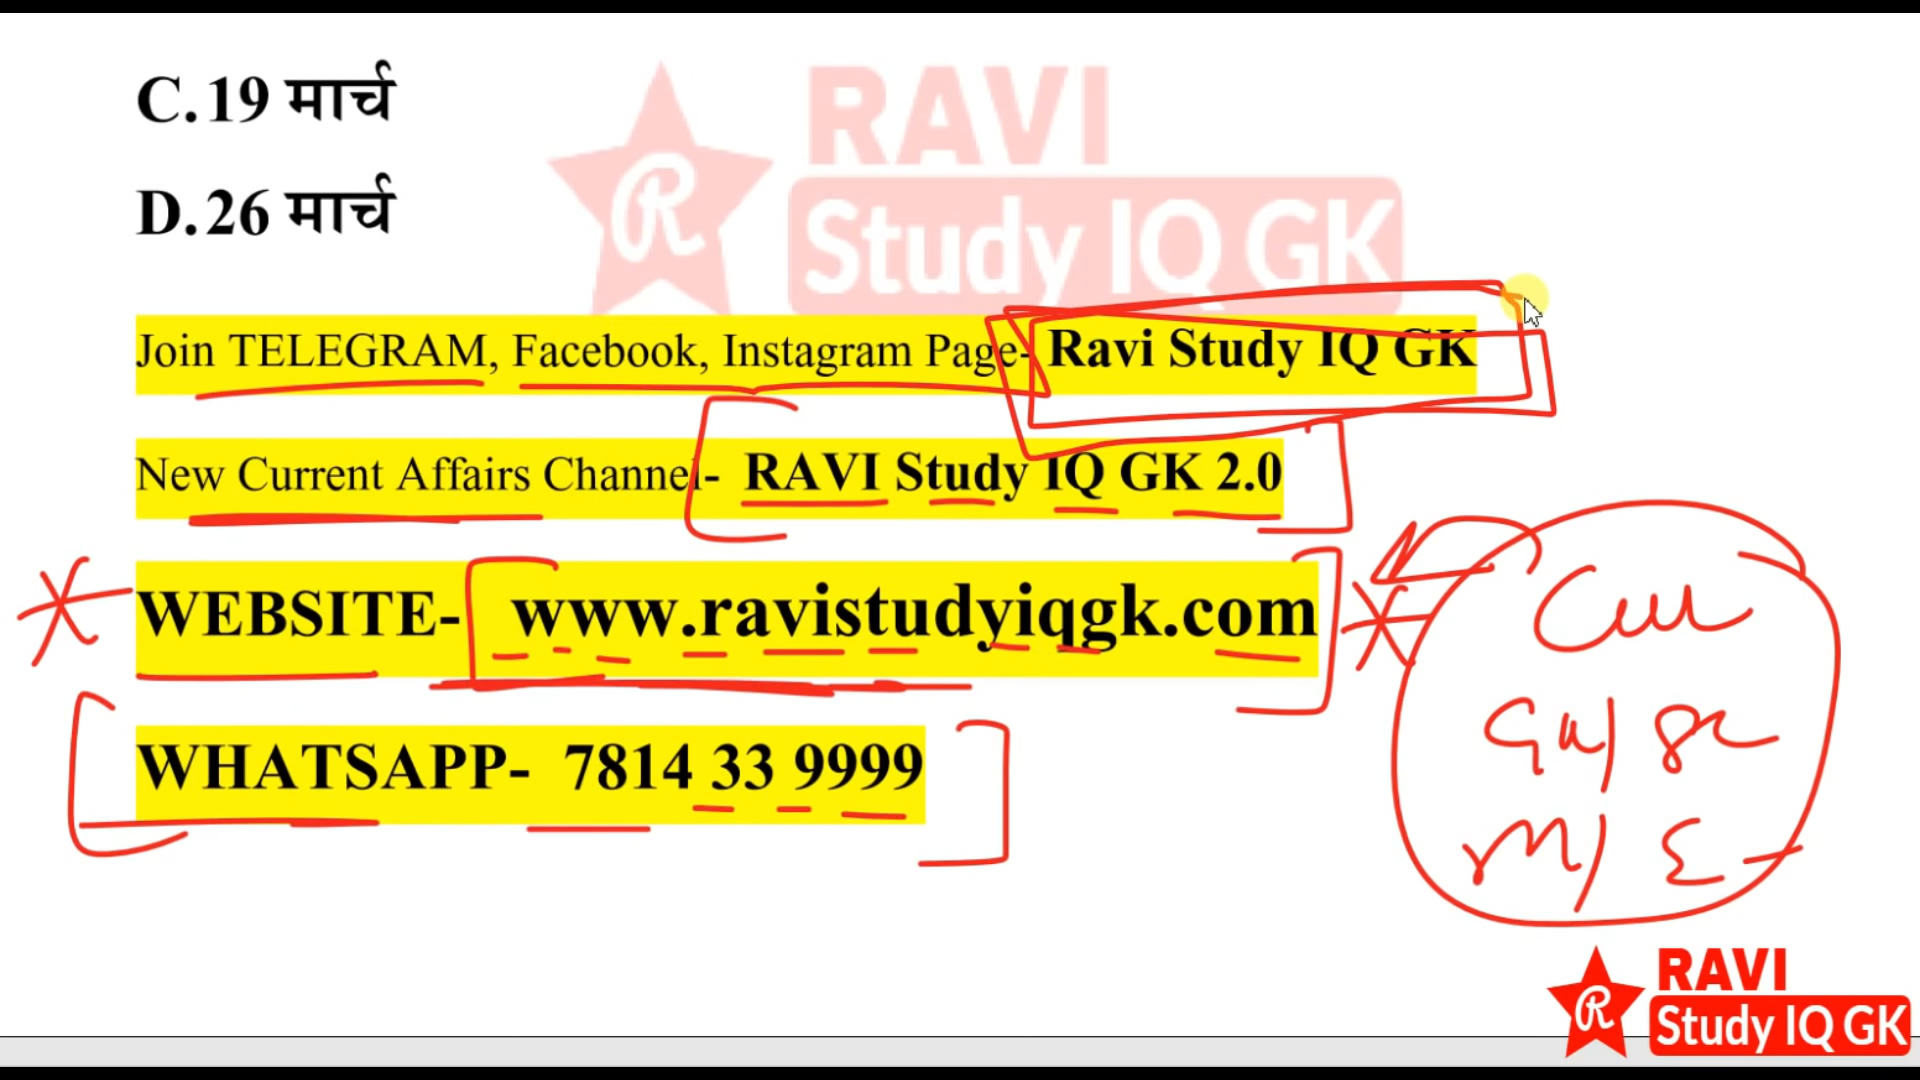 C. 19 मार्च
D. 26 मार्च
RAVI
Study IQ GK
R
Join TELEGRAM, Facebook, Instagram Page- Ravi Study IQ GK
New Current Affairs Channel- RAVI Study IQ GK 2.0
WEBSITE- www.ravistudyiqgk.com
WHATSAPP- 7814 33 9999
R
RAVI
Study IQ GK